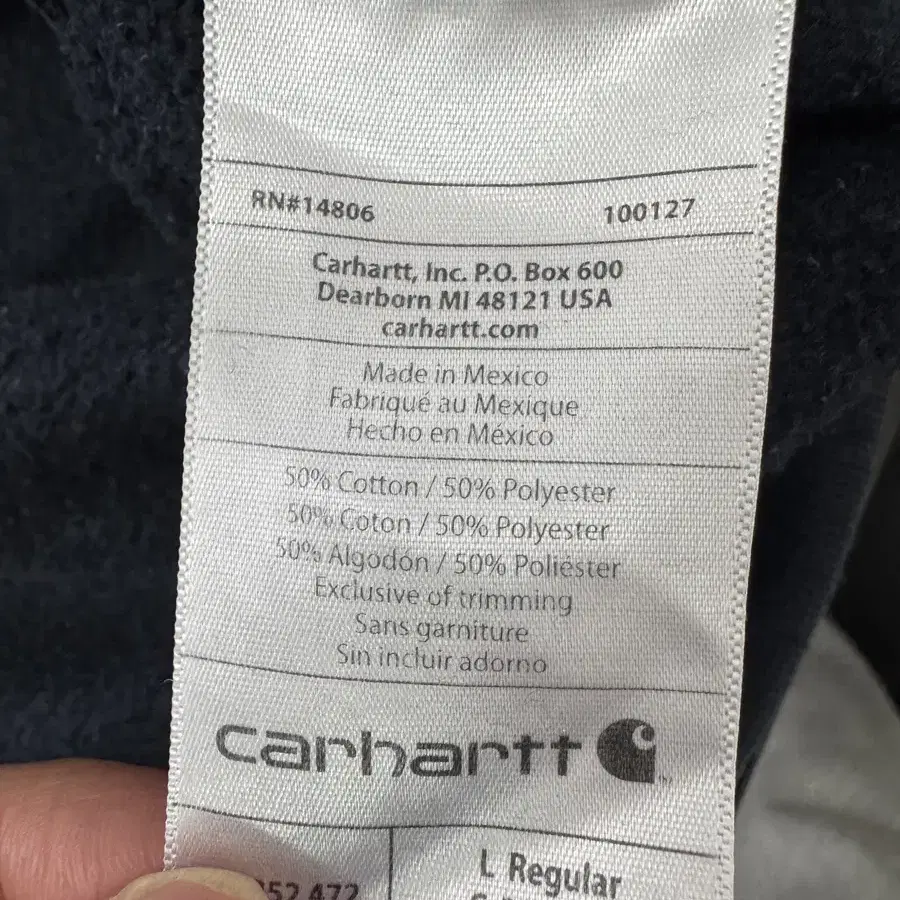 RN#14806 100127
Carhartt, Inc. P.O. Box 600
Dearborn MI 48121 USA
carhartt.com
Made in Mexico
Fabriqué au Mexique
Hecho en México
50% Cotton / 50% Polyester
50% Coton / 50% Polyester
50% Algodón / 50% Poliéster
Exclusive of trimming
Sans garniture
Sin incluir adorno
carhartt
472 L Regular